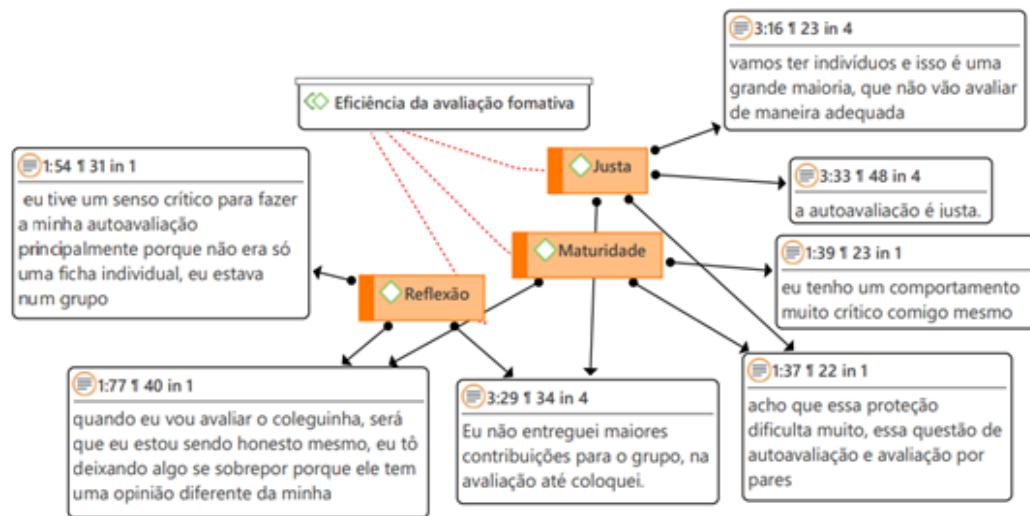 3:16 ¶ 23 in 4
vamos ter indivíduos e isso é uma
grande maioria, que não vão avaliar
de maneira adequada
Eficiência da avaliação fomativa
Justa
1:54 ¶ 31 in 1
eu tive um senso crítico para fazer
a minha autoavaliação
principalmente porque não era só
uma ficha individual, eu estava
num grupo
3:33 ¶ 48 in 4
a autoavaliação é justa.
Maturidade
1:39 ¶ 23 in 1
eu tenho um comportamento
muito crítico comigo mesmo
Reflexão
1:77 ¶ 40 in 1
quando eu vou avaliar o coleguinha, será
que eu estou sendo honesto mesmo, eu tô
deixando algo se sobrepor porque ele tem
uma opinião diferente da minha
3:29 ¶ 34 in 4
Eu não entreguei maiores
contribuições para o grupo, na
avaliação até coloquei.
1:37 ¶ 22 in 1
acho que essa proteção
dificulta muito, essa questão de
autoavaliação e avaliação por
pares